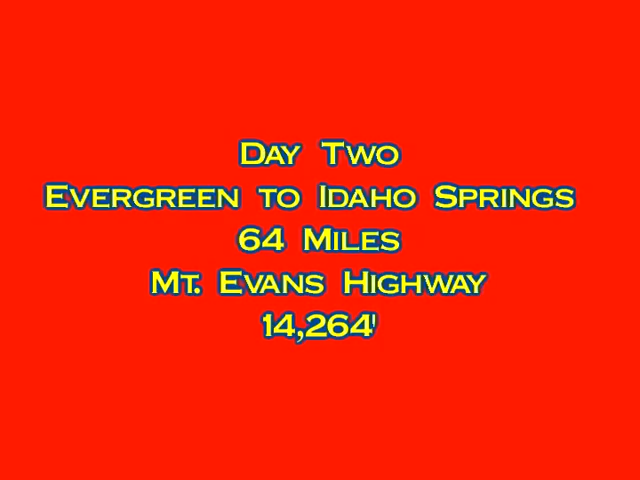 Day Two
Evergreen to Idaho Springs
64 Miles
Mt. Evans Highway
14,264'